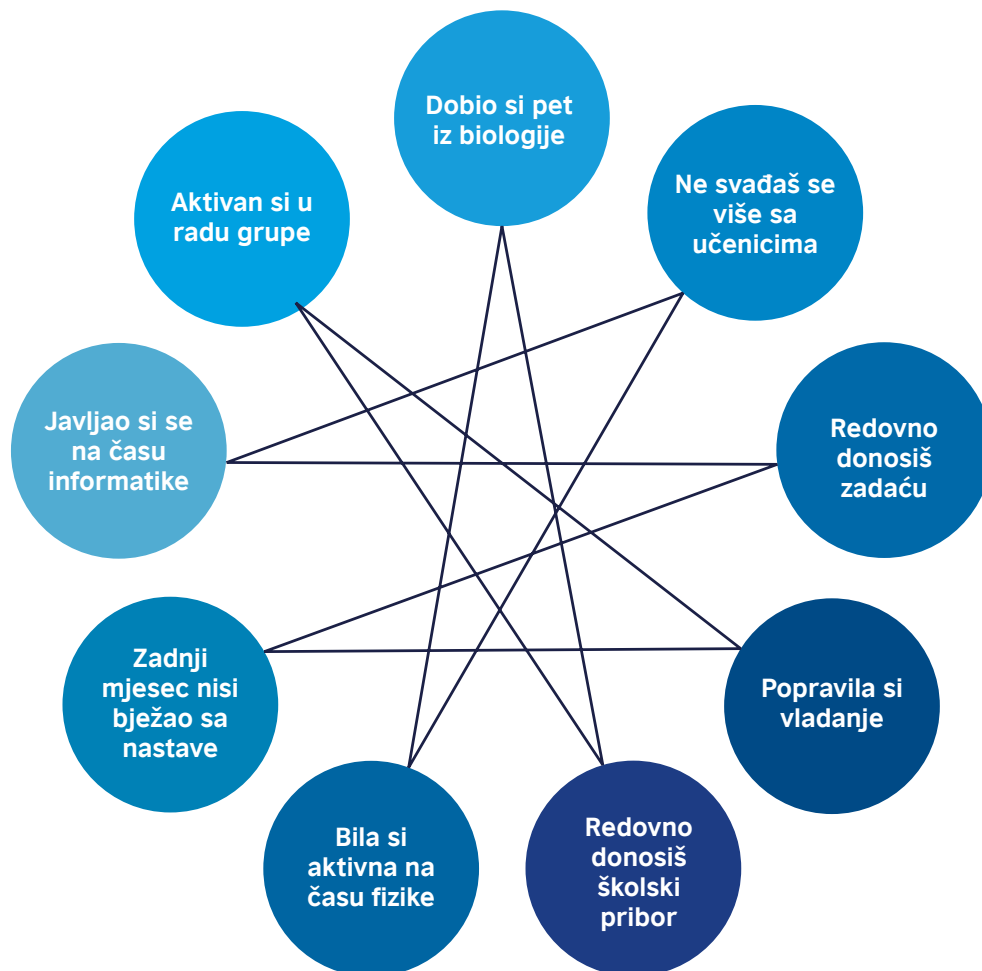 Dobio si pet
iz biologije
Ne svađaš se
više sa
učenicima
Aktivan si u
radu grupe
Javljao si se
na času
informatike
Redovno
donosiš
zadaću
Zadnji
mjesec nisi
bježao sa
nastave
Popravila si
vladanje
Bila si
aktivna na
času fizike
Redovno
donosiš
školski
pribor